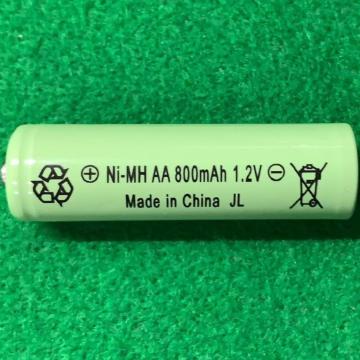 ⊕ Ni-MH AA 800mAh 1.2V ⊖
Made in China JL